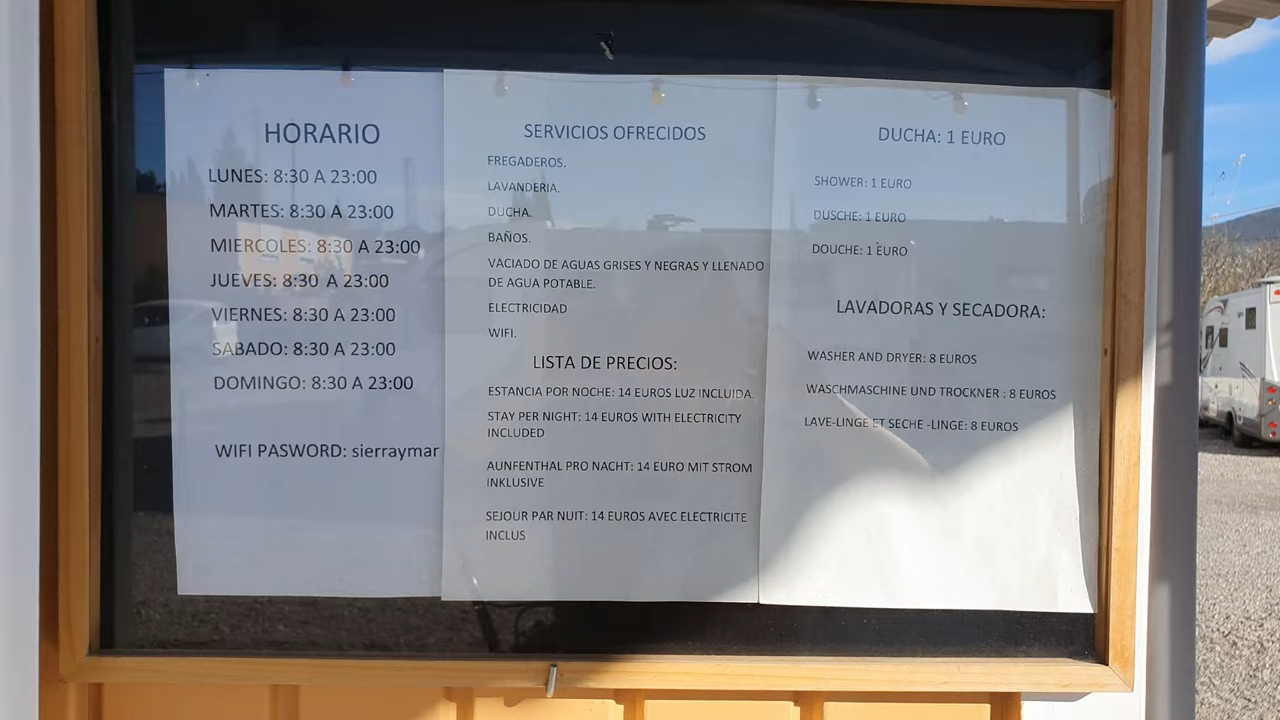 HORARIO
LUNES: 8:30 A 23:00
MARTES: 8:30 A 23:00
MIERCOLES: 8:30 A 23:00
JUEVES: 8:30 A 23:00
VIERNES: 8:30 A 23:00
SABADO: 8:30 A 23:00
DOMINGO: 8:30 A 23:00
WIFI PASWORD: sierraymar
SERVICIOS OFRECIDOS
FREGADEROS.
LAVANDERIA.
DUCHA.
BAÑOS.
VACIADO DE AGUAS GRISES Y NEGRAS Y LLENADO
DE AGUA POTABLE.
ELECTRICIDAD
WIFI.
LISTA DE PRECIOS:
ESTANCIA POR NOCHE: 14 EUROS LUZ INCLUIDA.
STAY PER NIGHT: 14 EUROS WITH ELECTRICITY
INCLUDED
AUNFENTHAL PRO NACHT: 14 EURO MIT STROM
INKLUSIVE
SEJOUR PAR NUIT: 14 EUROS AVEC ELECTRICITE
INCLUS
DUCHA: 1 EURO
SHOWER: 1 EURO
DUSCHE: 1 EURO
DOUCHE: 1 EURO
LAVADORAS Y SECADORA:
WASHER AND DRYER: 8 EUROS
WASCHMASCHINE UND TROCKNER : 8 EUROS
LAVE-LINGE ET SECHE -LINGE: 8 EUROS